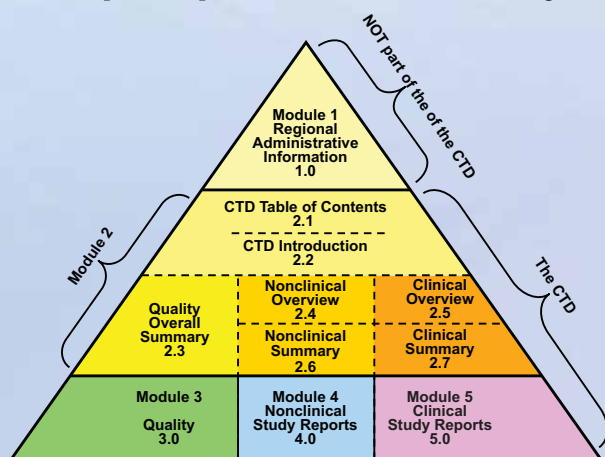 NOT part of the of the CTD
Module 1
Regional
Administrative
Information
1.0
Module 2
CTD Table of Contents
2.1
CTD Introduction
2.2
The CTD
Quality
Overall
Summary
2.3
Nonclinical
Overview
2.4
Clinical
Overview
2.5
Nonclinical
Summary
2.6
Clinical
Summary
2.7
Module 3
Quality
3.0
Module 4
Nonclinical
Study Reports
4.0
Module 5
Clinical
Study Reports
5.0